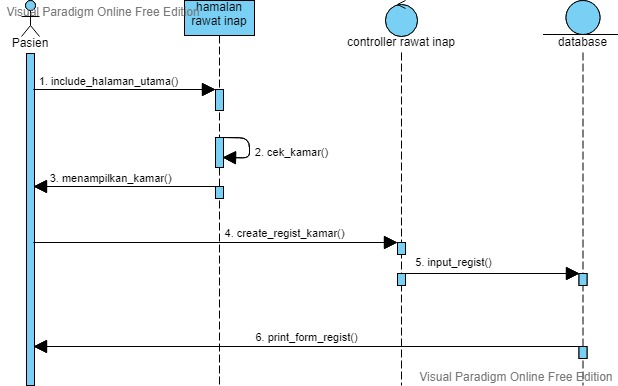 Visual Paradigm Online Free Edition
hamalan
rawat inap
Pasien
controller rawat inap
database
1. include_halaman_utama()
2. cek_kamar()
3. menampilkan_kamar()
4. create_regist_kamar()
5. input_regist()
6. print_form_regist()
Visual Paradigm Online Free Edition